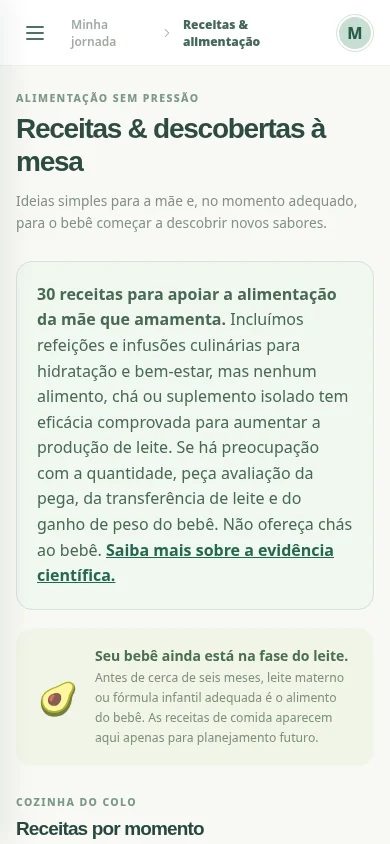 Minha
jornada
Receitas &
alimentação
M
ALIMENTAÇÃO SEM PRESSÃO
Receitas & descobertas à
mesa
Ideias simples para a mãe e, no momento adequado,
para o bebê começar a descobrir novos sabores.
30 receitas para apoiar a alimentação
da mãe que amamenta. Incluímos
refeições e infusões culinárias para
hidratação e bem-estar, mas nenhum
alimento, chá ou suplemento isolado tem
eficácia comprovada para aumentar a
produção de leite. Se há preocupação
com a quantidade, peça avaliação da
pega, da transferência de leite e do
ganho de peso do bebê. Não ofereça chás
ao bebê. Saiba mais sobre a evidência
científica.
Seu bebê ainda está na fase do leite.
Antes de cerca de seis meses, leite materno
ou fórmula infantil adequada é o alimento
do bebê. As receitas de comida aparecem
aqui apenas para planejamento futuro.
COZINHA DO COLO
Receitas por momento